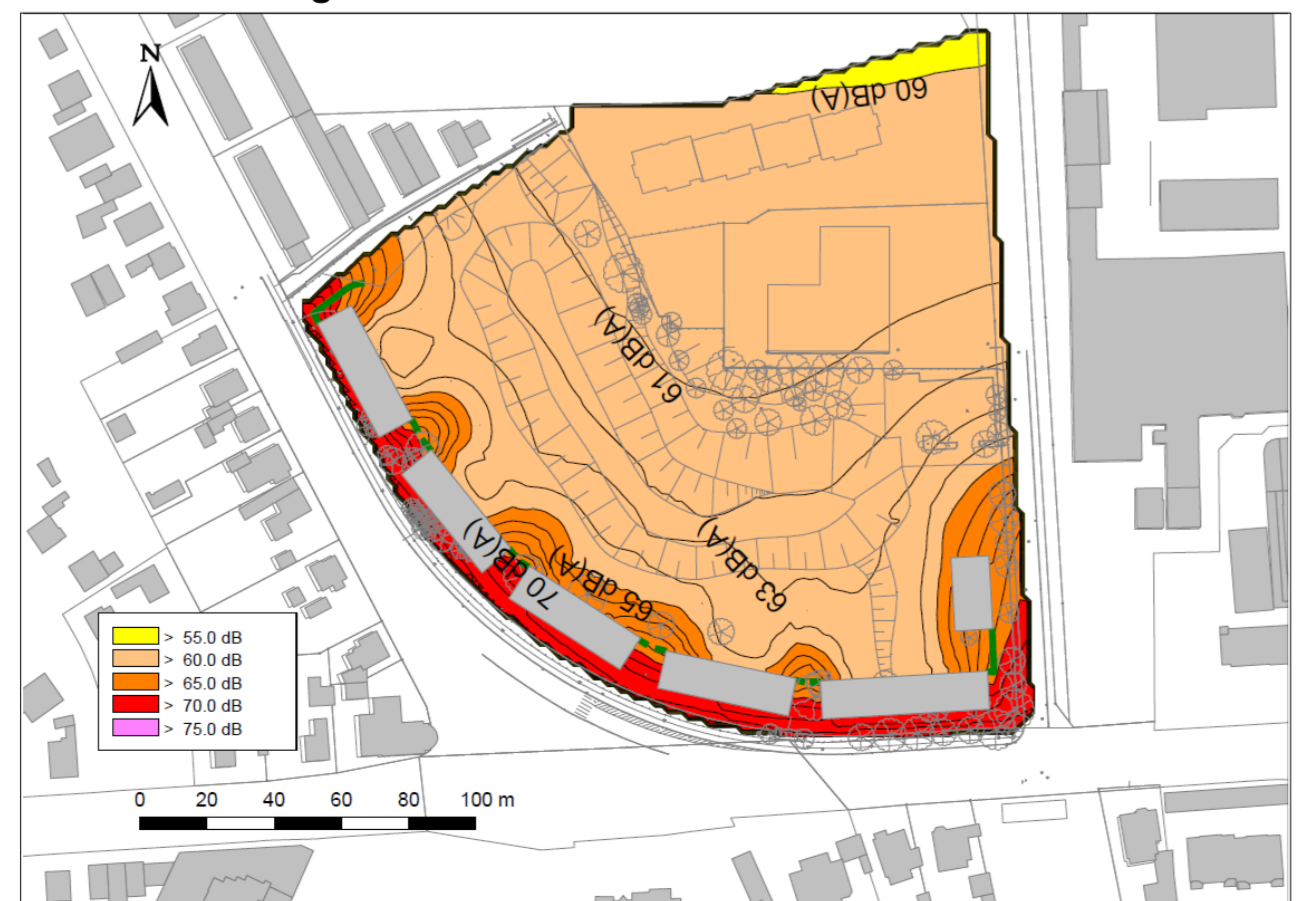 N
60 dB(A)
61 dB(A)
63 dB(A)
65 dB(A)
70 dB(A)
> 55.0 dB
> 60.0 dB
> 65.0 dB
> 70.0 dB
> 75.0 dB
0 20 40 60 80 100 m